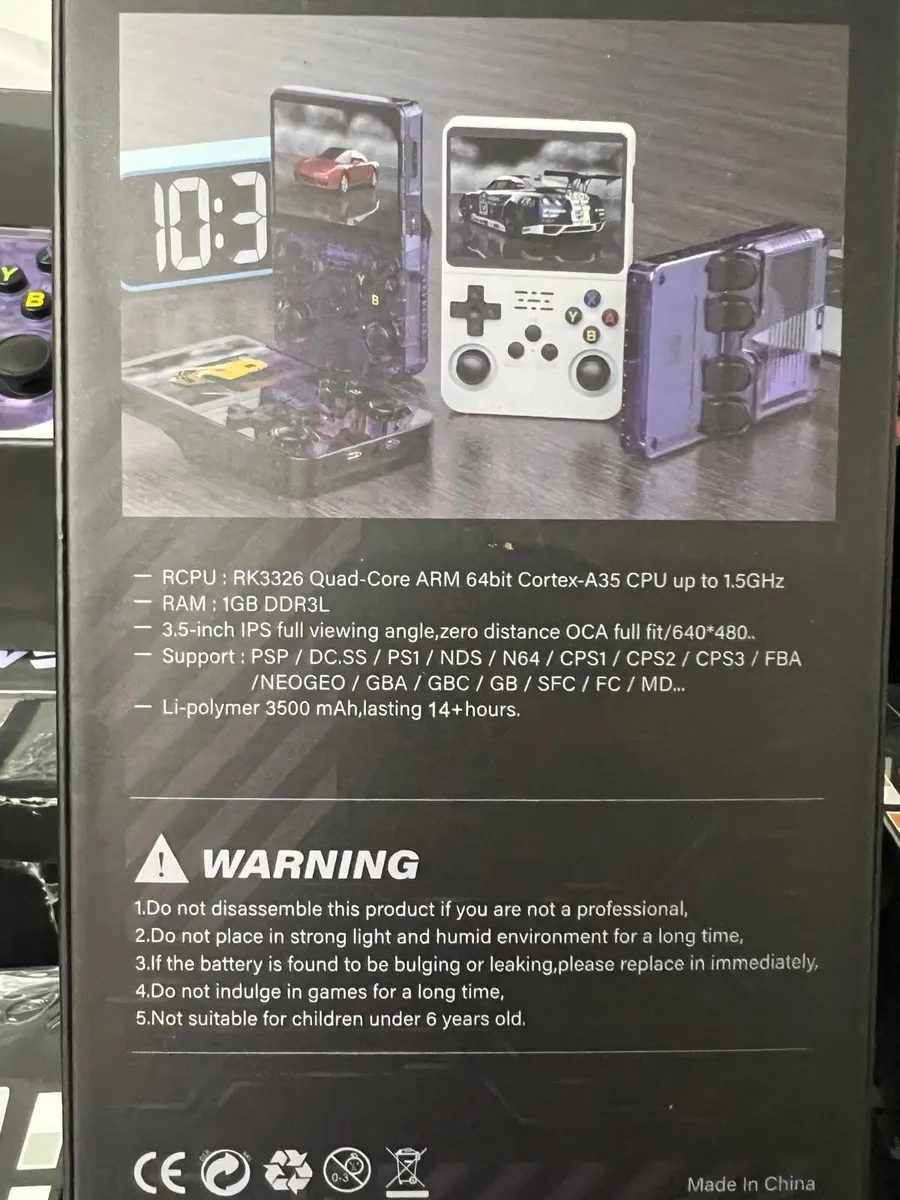 10:3
Y
B
B
X
Y
A
B
— RCPU : RK3326 Quad-Core ARM 64bit Cortex-A35 CPU up to 1.5GHz
— RAM : 1GB DDR3L
— 3.5-inch IPS full viewing angle,zero distance OCA full fit/640*480..
— Support : PSP / DC.SS / PS1 / NDS / N64 / CPS1 / CPS2 / CPS3 / FBA
/NEOGEO / GBA / GBC / GB / SFC / FC / MD...
— Li-polymer 3500 mAh,lasting 14+hours.
! WARNING
1.Do not disassemble this product if you are not a professional,
2.Do not place in strong light and humid environment for a long time,
3.If the battery is found to be bulging or leaking,please replace in immediately,
4.Do not indulge in games for a long time,
5.Not suitable for children under 6 years old.
CE 0-3
Made In China